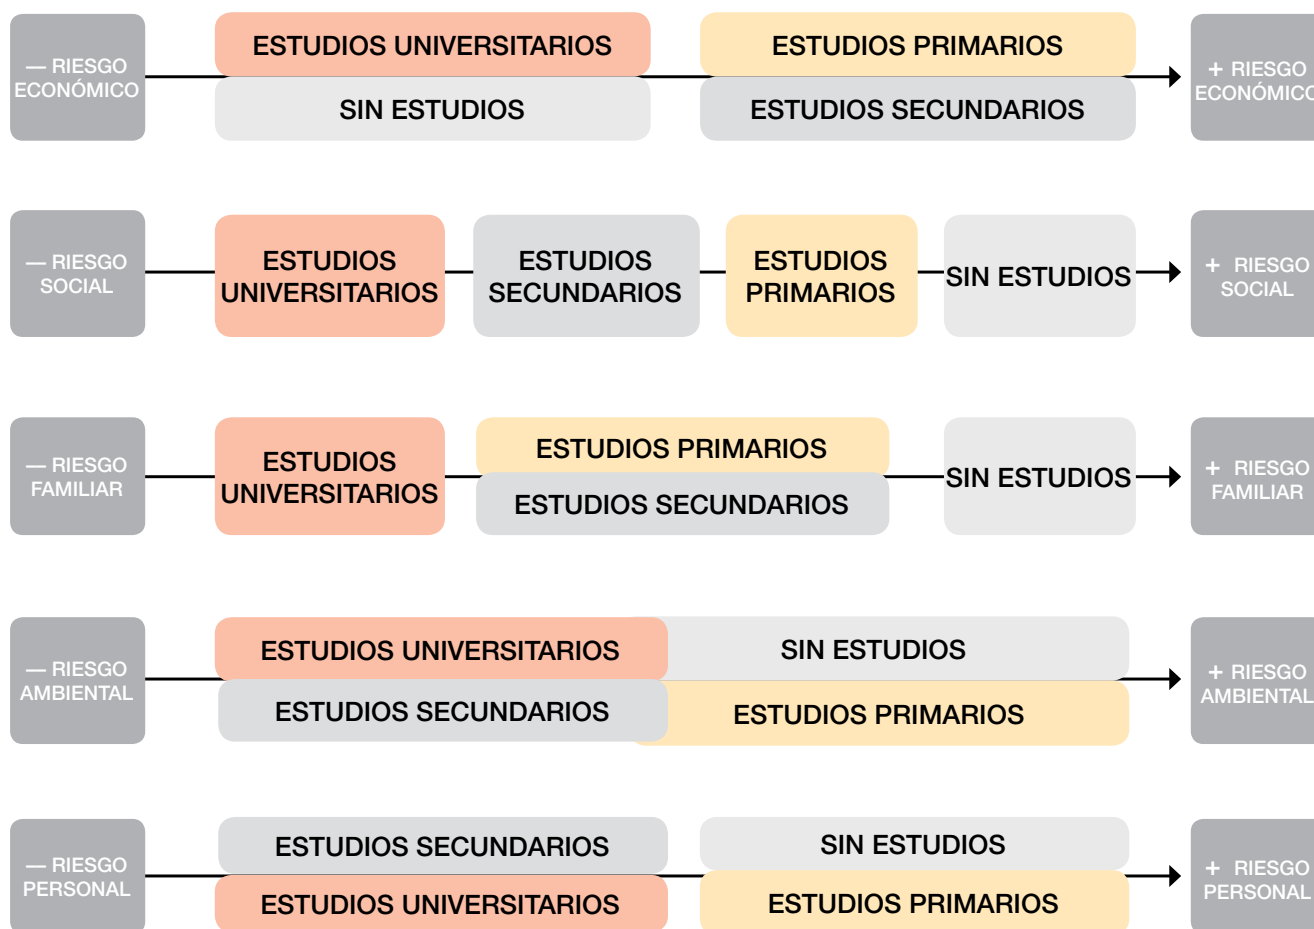 — RIESGO
ECONÓMICO
ESTUDIOS UNIVERSITARIOS
ESTUDIOS PRIMARIOS
SIN ESTUDIOS
ESTUDIOS SECUNDARIOS
+ RIESGO
ECONÓMICO
— RIESGO
SOCIAL
ESTUDIOS
UNIVERSITARIOS
ESTUDIOS
SECUNDARIOS
ESTUDIOS
PRIMARIOS
SIN ESTUDIOS
+ RIESGO
SOCIAL
— RIESGO
FAMILIAR
ESTUDIOS
UNIVERSITARIOS
ESTUDIOS PRIMARIOS
ESTUDIOS SECUNDARIOS
SIN ESTUDIOS
+ RIESGO
FAMILIAR
— RIESGO
AMBIENTAL
ESTUDIOS UNIVERSITARIOS
SIN ESTUDIOS
ESTUDIOS SECUNDARIOS
ESTUDIOS PRIMARIOS
+ RIESGO
AMBIENTAL
— RIESGO
PERSONAL
ESTUDIOS SECUNDARIOS
SIN ESTUDIOS
ESTUDIOS UNIVERSITARIOS
ESTUDIOS PRIMARIOS
+ RIESGO
PERSONAL